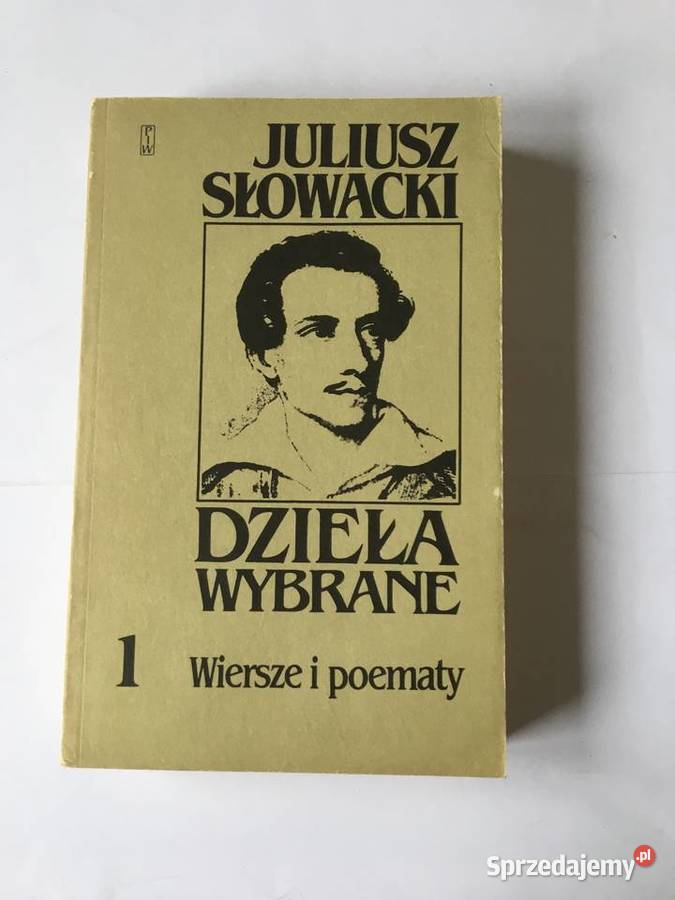 PIW
JULIUSZ
SŁOWACKI
DZIEŁA
WYBRANE
1 Wiersze i poematy
Sprzedajemy.pl